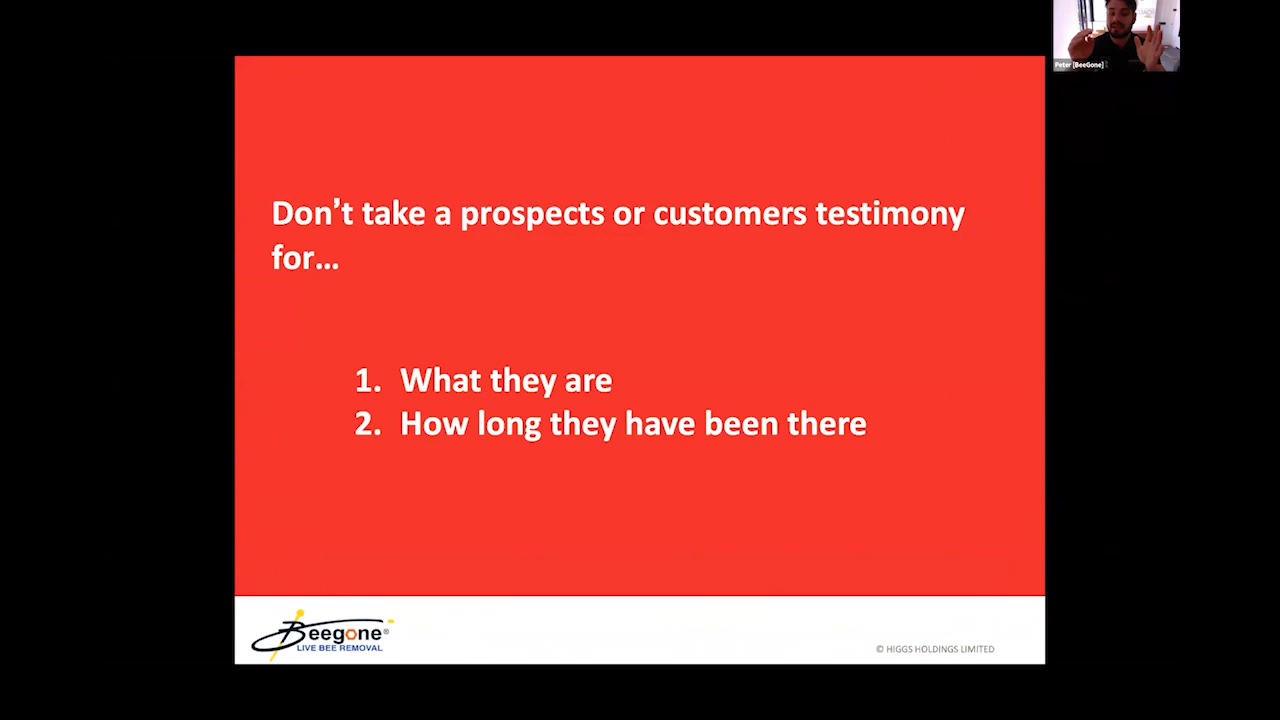 Peter [BeeGone]
Don't take a prospects or customers testimony
for...
1. What they are
2. How long they have been there
Beegone®
LIVE BEE REMOVAL
© HIGGS HOLDINGS LIMITED